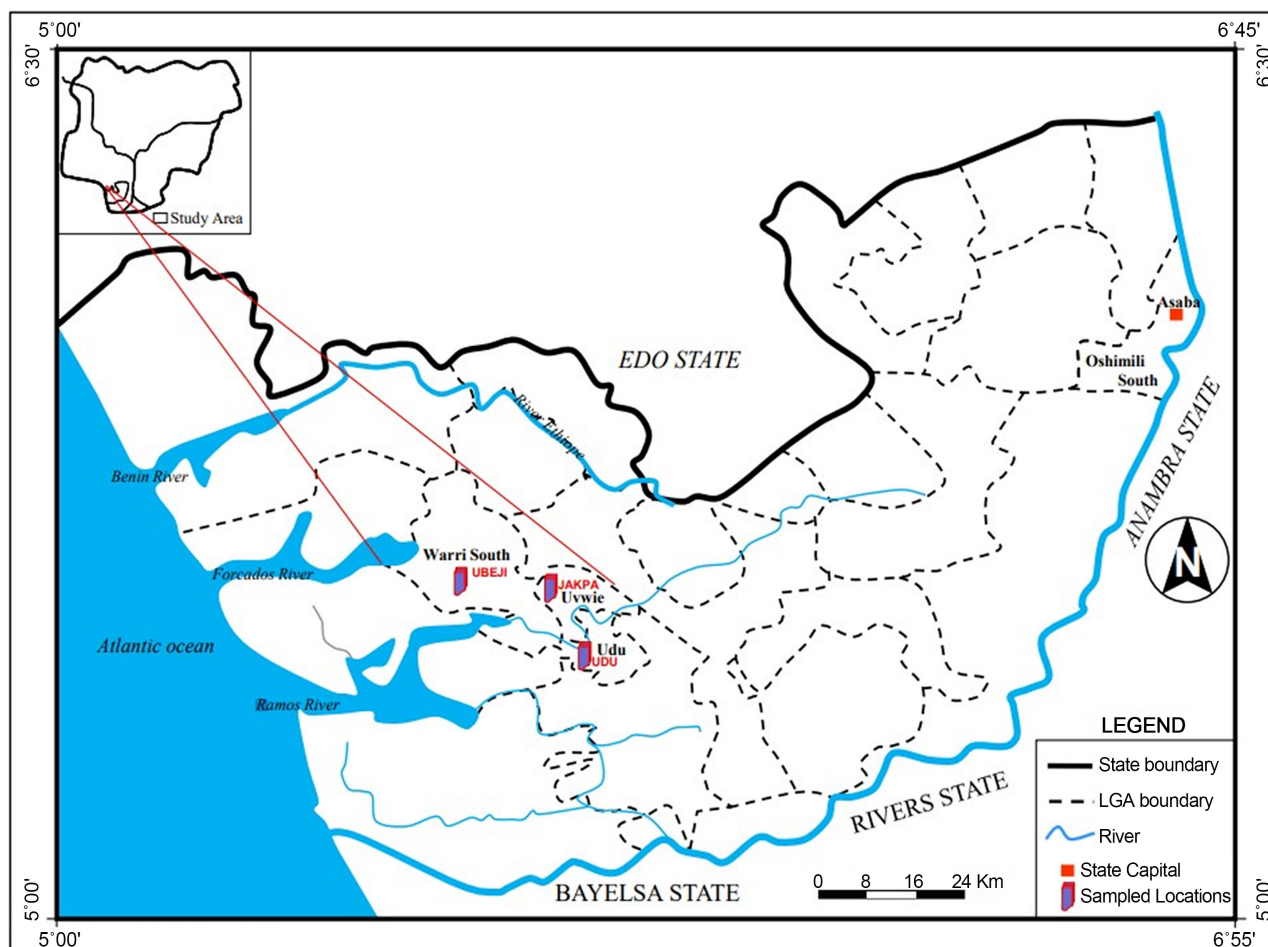 5°00'
6°45'
6°30'
6°30'
Study Area
EDO STATE
Asaba
Oshimili
South
River Ethiope
ANAMBRA STATE
Benin River
Warri South
UBEJI
JAKPA
Uvwie
Forcados River
N
Atlantic ocean
Udu
UDU
Ramos River
LEGEND
State boundary
LGA boundary
River
State Capital
Sampled Locations
RIVERS STATE
BAYELSA STATE
0 8 16 24 Km
5°00'
5°00'
5°00'
6°55'